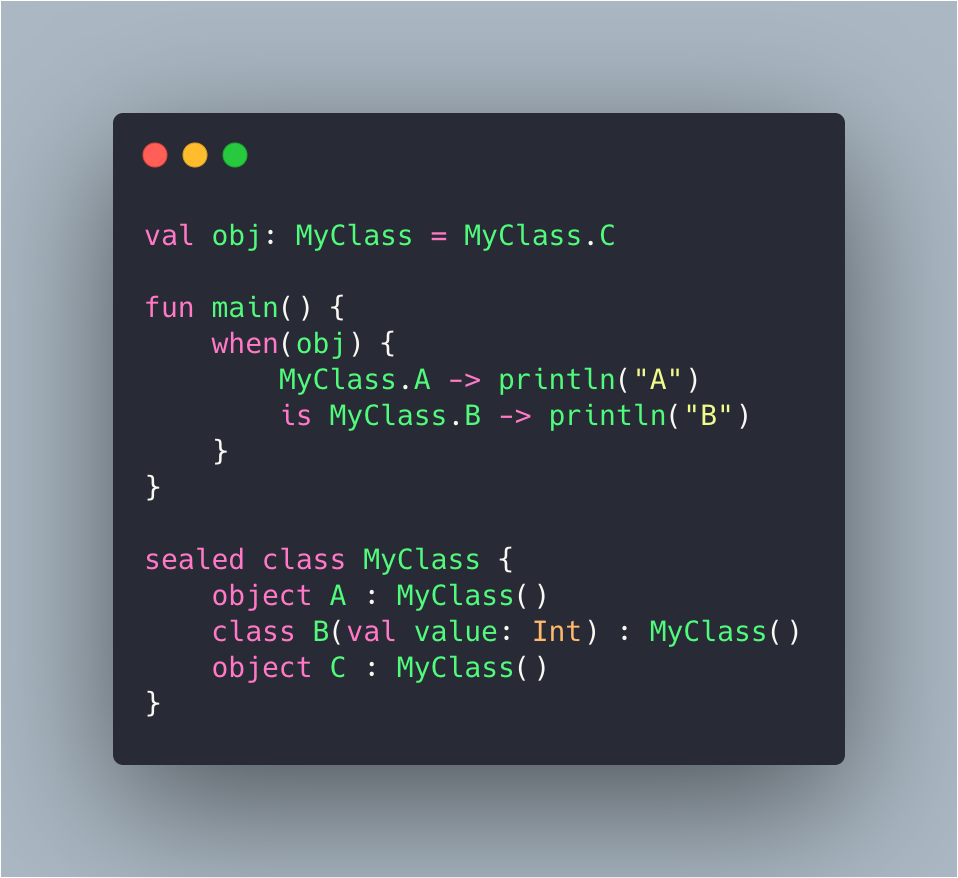 val obj: MyClass = MyClass.C
fun main() {
    when(obj) {
        MyClass.A -> println("A")
        is MyClass.B -> println("B")
    }
}
sealed class MyClass {
    object A : MyClass()
    class B(val value: Int) : MyClass()
    object C : MyClass()
}